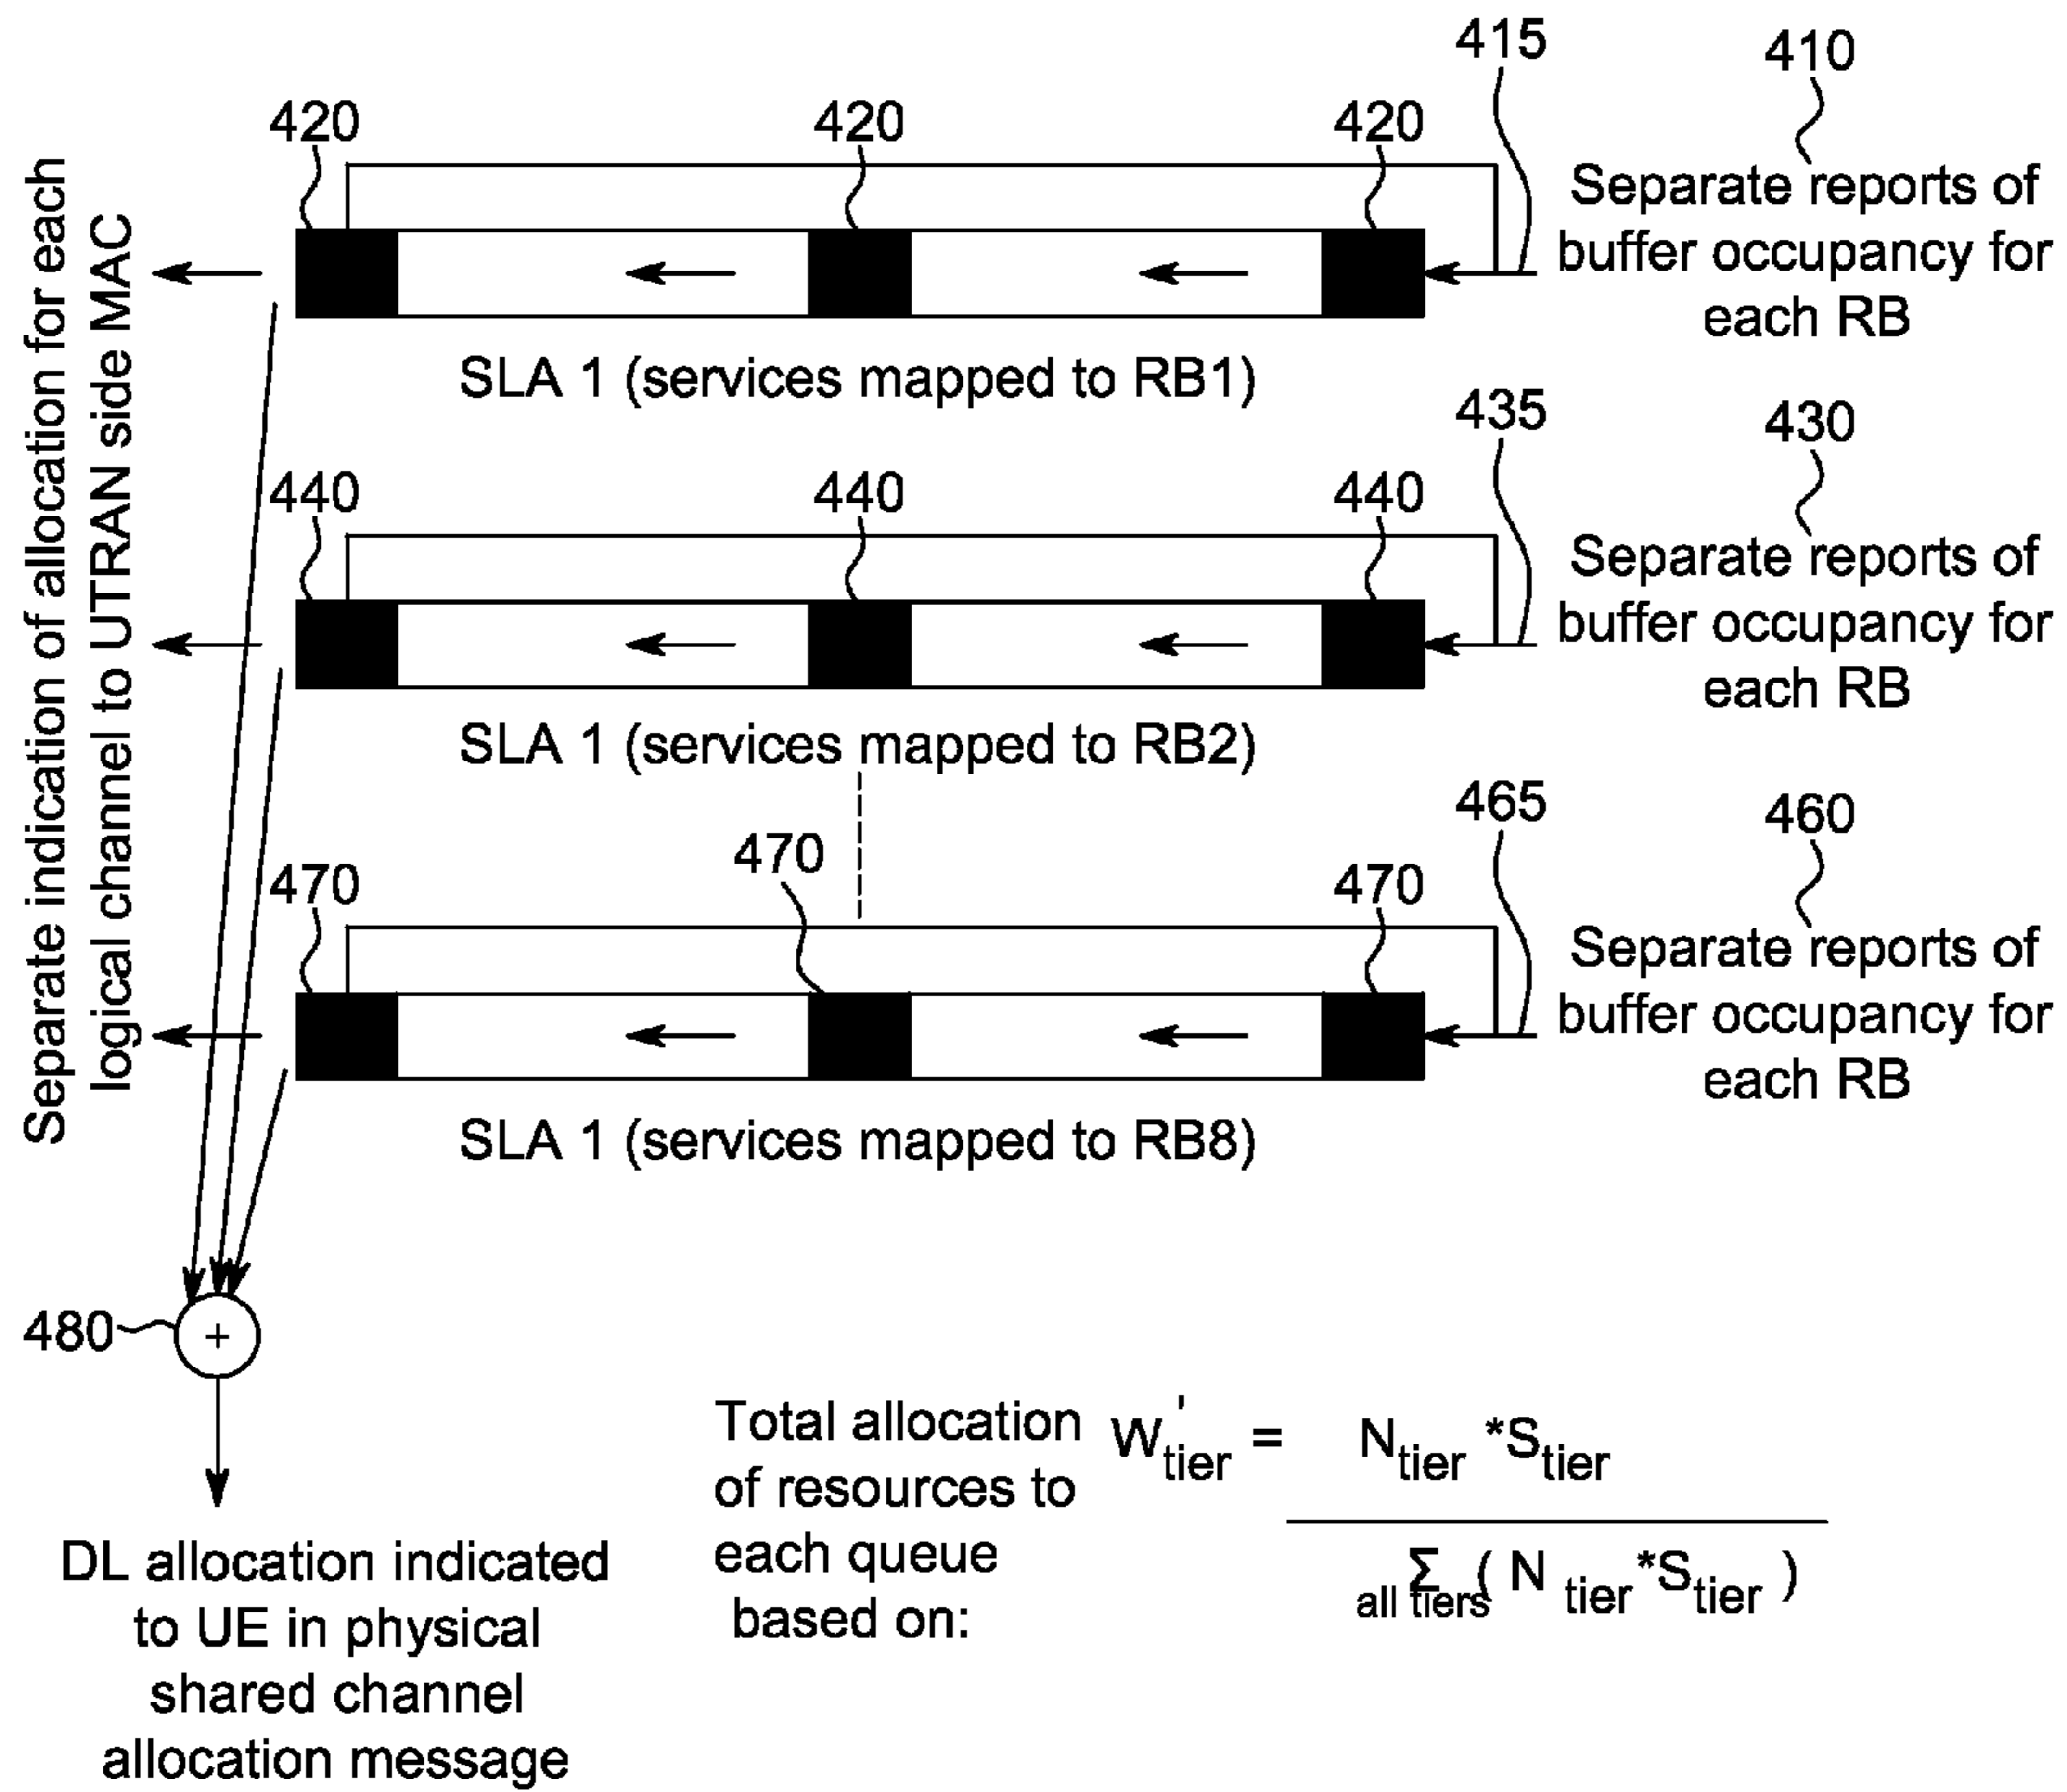 415
410
420
420
420
Separate reports of
buffer occupancy for
each RB
SLA 1 (services mapped to RB1)
435
430
440
440
440
Separate reports of
buffer occupancy for
each RB
SLA 1 (services mapped to RB2)
465
460
470
470
470
Separate reports of
buffer occupancy for
each RB
SLA 1 (services mapped to RB8)
Separate indication of allocation for each
logical channel to UTRAN side MAC
480
+
DL allocation indicated
to UE in physical
shared channel
allocation message
Total allocation
of resources to
each queue
based on:
W'tier = Ntier *Stier
Σ all tiers ( N tier *Stier )